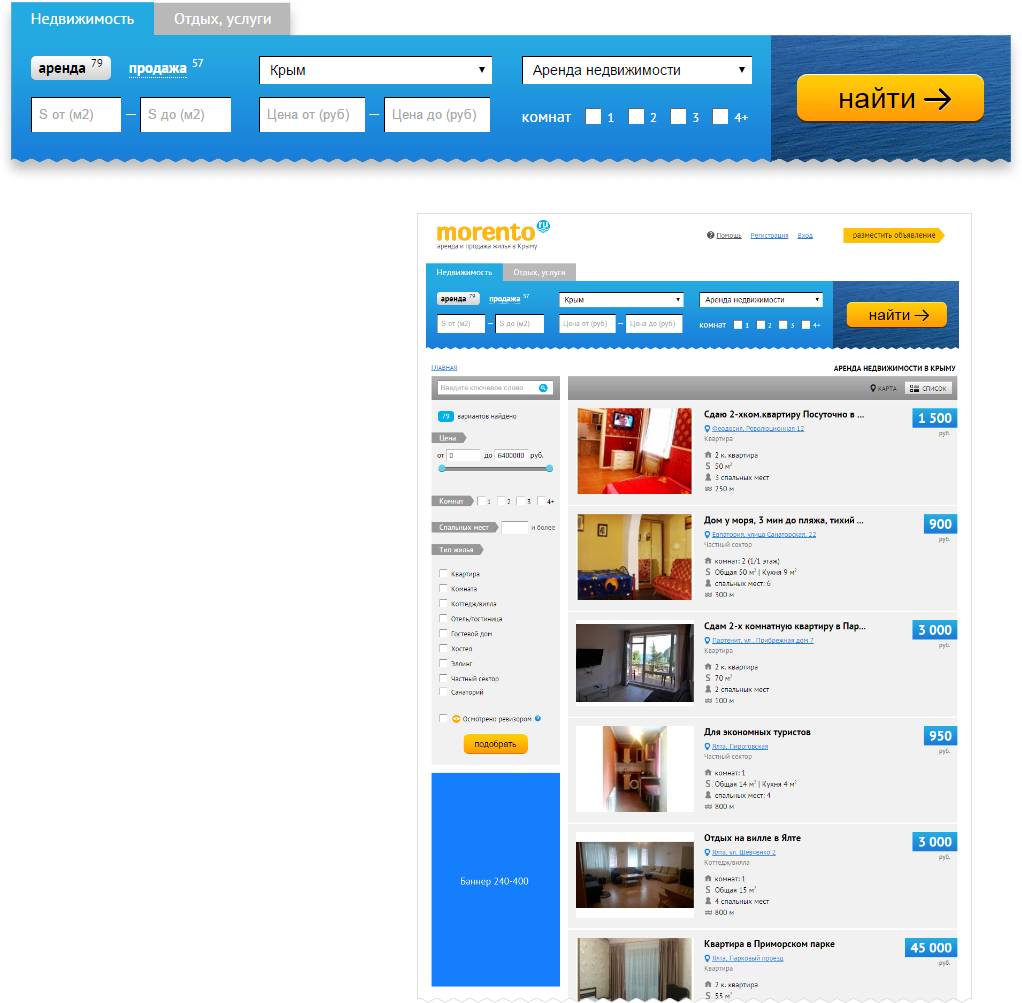 Недвижимость Отдых, услуги
аренда 79 продажа 57 Крым Аренда недвижимости
найти
S от (м2) – S до (м2) Цена от (руб) – Цена до (руб) комнат 1 2 3 4+
morento ru
аренда и продажа жилья в Крыму
Помощь Регистрация Вход разместить объявление
Недвижимость Отдых, услуги
аренда 79 продажа 57 Крым Аренда недвижимости
найти
S от (м2) – S до (м2) Цена от (руб) – Цена до (руб) комнат 1 2 3 4+
ГЛАВНАЯ АРЕНДА НЕДВИЖИМОСТИ В КРЫМУ
Введите ключевое слово КАРТА СПИСОК
79 вариантов найдено
Цена
от 0 до 6400000 руб.
Комнат 1 2 3 4+
Спальных мест и более
Тип жилья
Квартира
Комната
Коттедж/вилла
Отель/гостиница
Гостевой дом
Хостел
Эллинг
Частный сектор
Санаторий
Осмотрено ревизором
подобрать
Баннер 240-400
Сдаю 2-хком.квартиру Посуточно в ... 1 500
руб.
Феодосия, Революционная 12
Квартира
2 к. квартира
S 50 м²
3 спальных мест
250 м
Дом у моря, 3 мин до пляжа, тихий ... 900
руб.
Евпатория, улица Санаторская, 22
Частный сектор
комнат: 2 (1/1 этаж)
S Общая 50 м² | Кухня 9 м²
спальных мест: 6
300 м
Сдам 2-х комнатную квартиру в Пар... 3 000
руб.
Партенит, ул. Прибрежная дом 7
Квартира
2 к. квартира
S 70 м²
2 спальных мест
100 м
Для экономных туристов 950
руб.
Ялта, Пироговская
Частный сектор
комнат: 1
S Общая 14 м² | Кухня 4 м²
спальных мест: 4
800 м
Отдых на вилле в Ялте 3 000
руб.
Ялта, ул. Шевченко 2
Коттедж/вилла
комнат: 1
S Общая 15 м²
4 спальных мест
800 м
Квартира в Приморском парке 45 000
руб.
Ялта, Парковый проезд
Квартира
2 к. квартира
S 55 м²